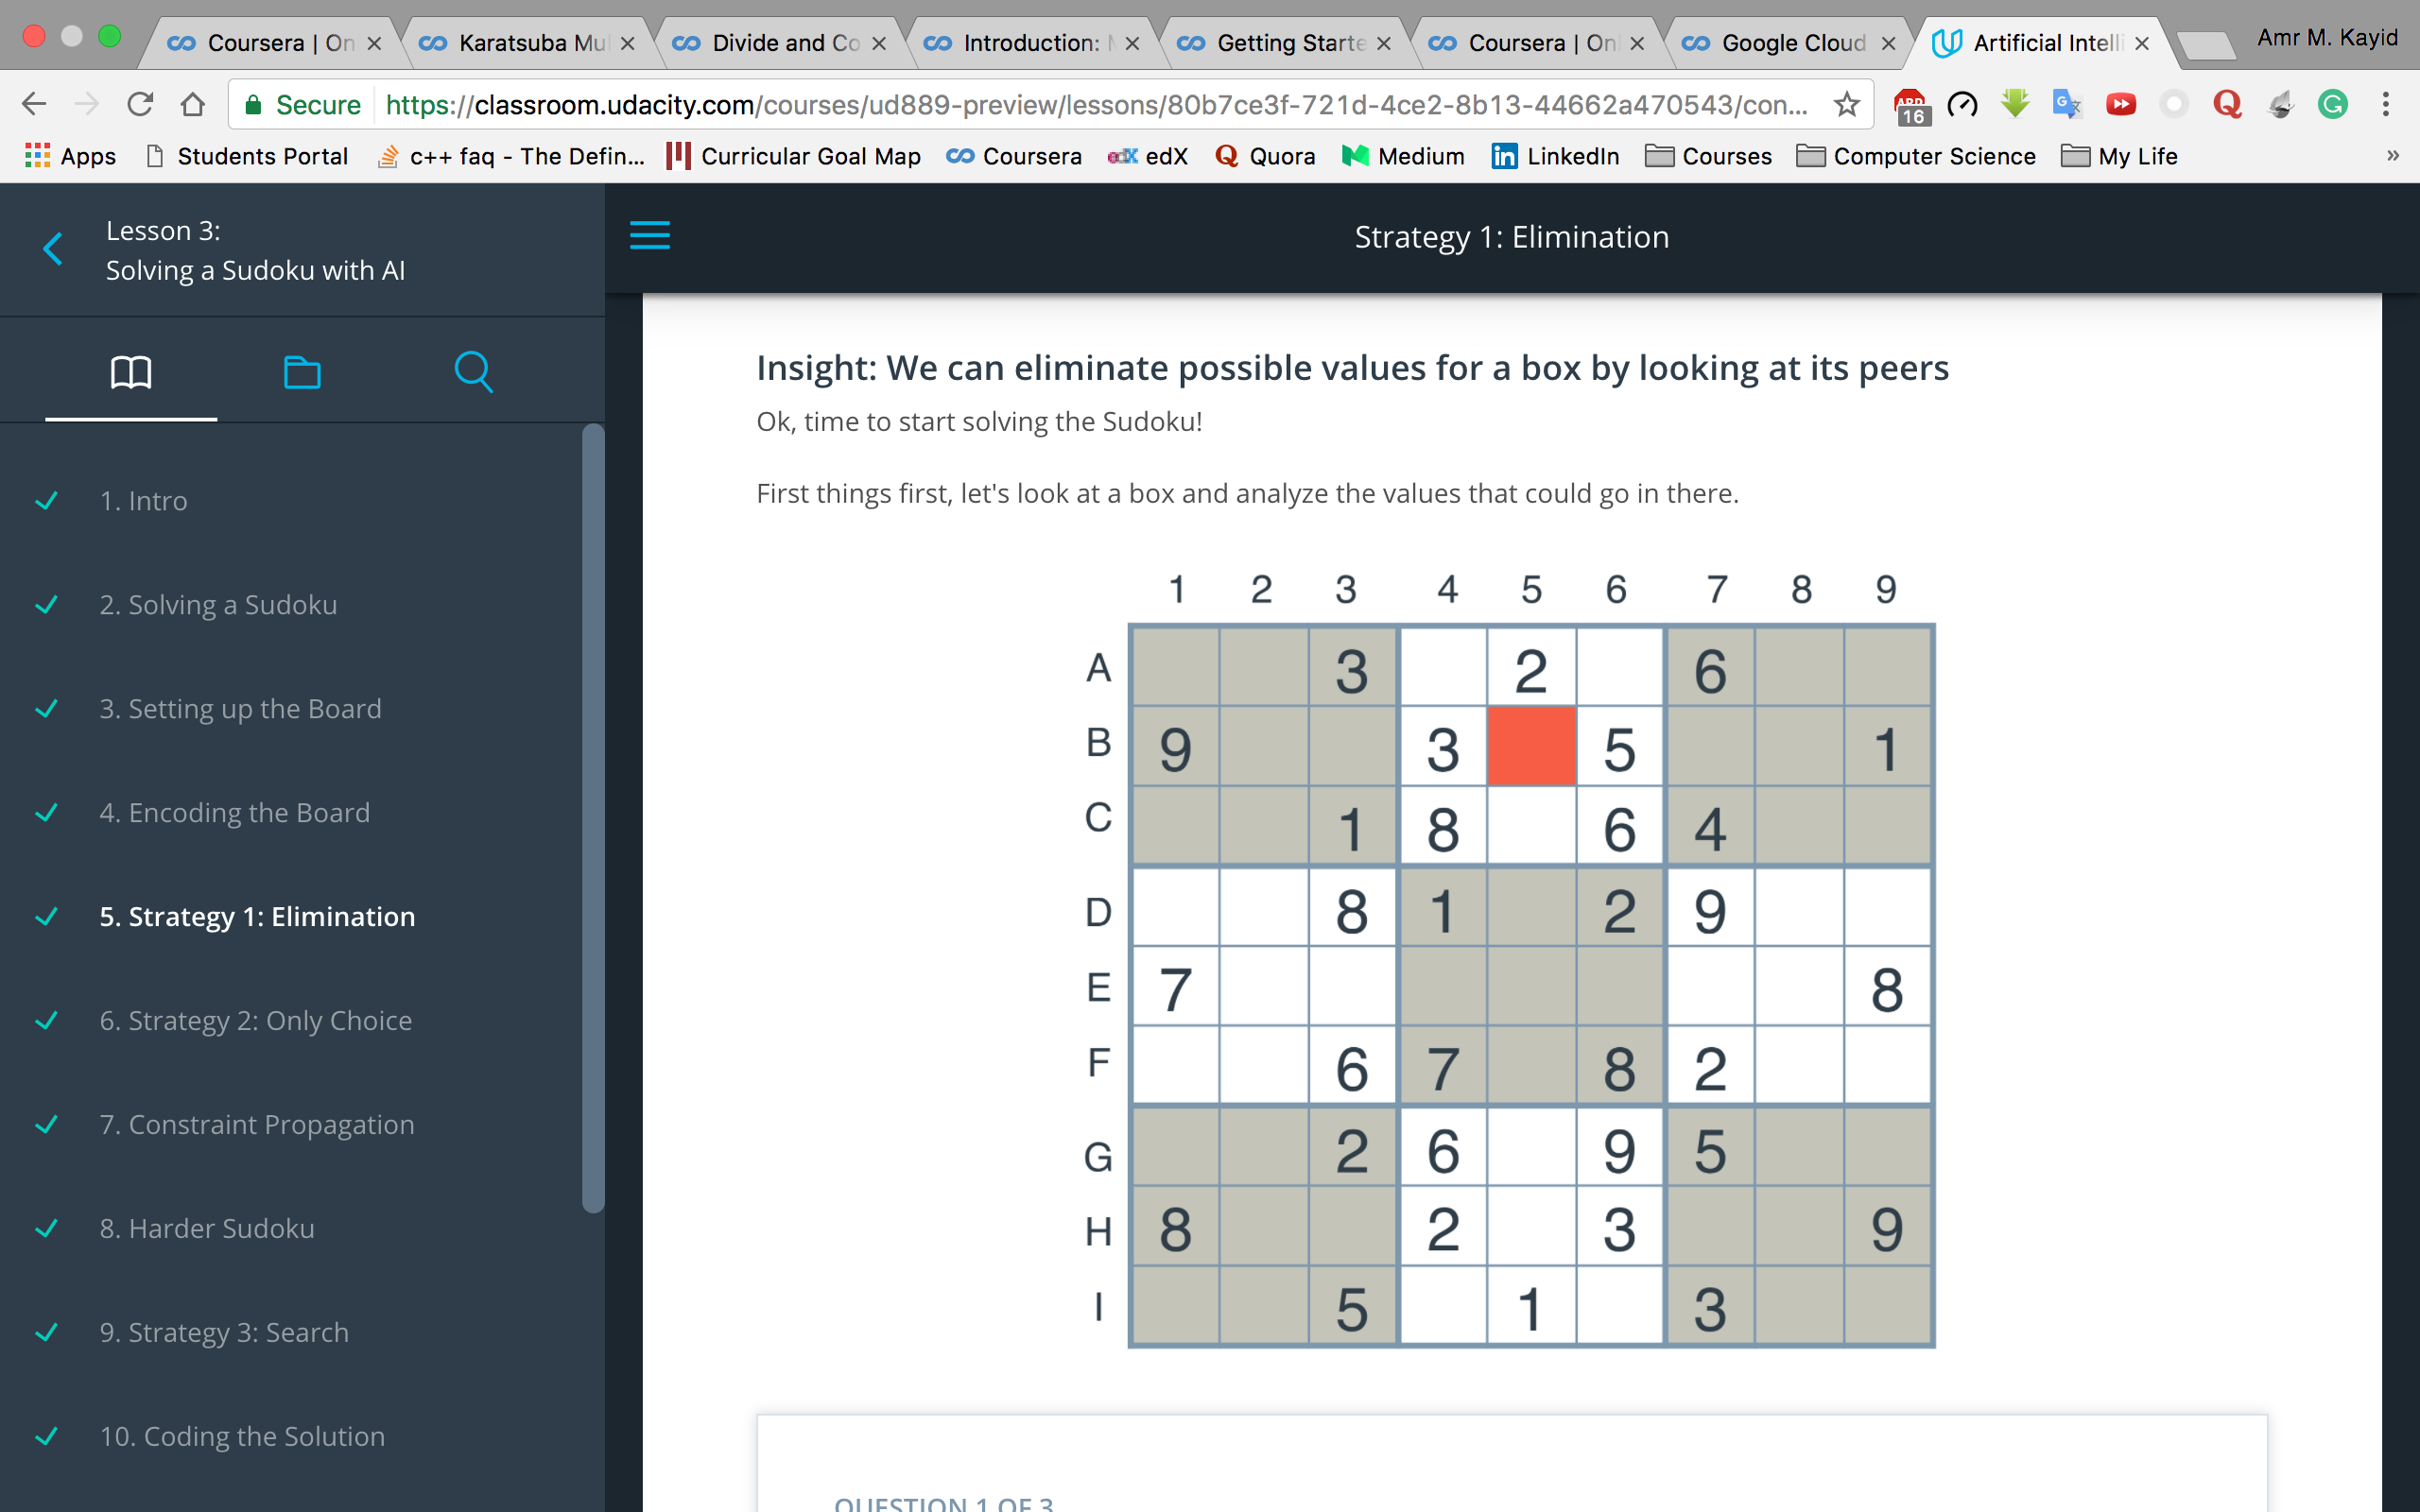 Coursera | On
Karatsuba Mul
Divide and Co
Introduction:
Getting Starte
Coursera | Onl
Google Cloud
Artificial Intelli
Amr M. Kayid
Secure https://classroom.udacity.com/courses/ud889-preview/lessons/80b7ce3f-721d-4ce2-8b13-44662a470543/con...
ABP 16
Apps Students Portal c++ faq - The Defin... Curricular Goal Map Coursera edX Quora Medium LinkedIn Courses Computer Science My Life »
Lesson 3:
Solving a Sudoku with AI
1. Intro
2. Solving a Sudoku
3. Setting up the Board
4. Encoding the Board
5. Strategy 1: Elimination
6. Strategy 2: Only Choice
7. Constraint Propagation
8. Harder Sudoku
9. Strategy 3: Search
10. Coding the Solution
Strategy 1: Elimination
Insight: We can eliminate possible values for a box by looking at its peers
Ok, time to start solving the Sudoku!
First things first, let's look at a box and analyze the values that could go in there.
1 2 3 4 5 6 7 8 9
A 3 2 6
B 9 3 5 1
C 1 8 6 4
D 8 1 2 9
E 7 8
F 6 7 8 2
G 2 6 9 5
H 8 2 3 9
I 5 1 3
QUESTION 1 OF 3